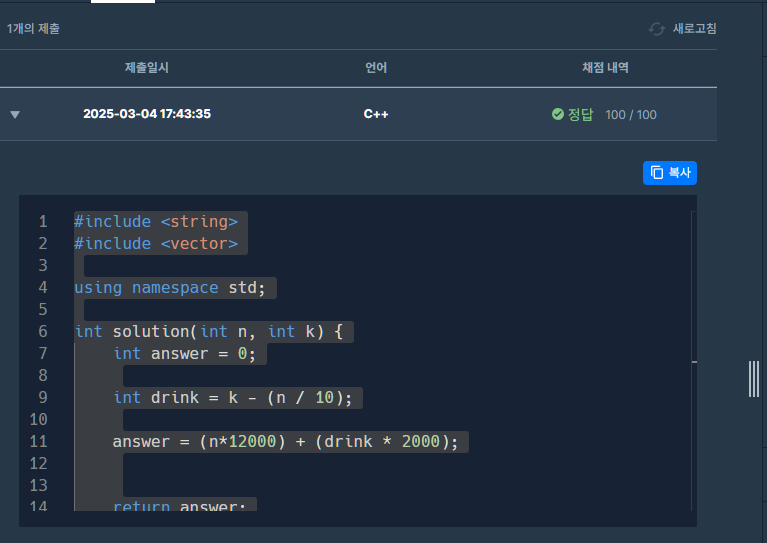 1개의 제출
새로고침
제출일시 언어 채점 내역
2025-03-04 17:43:35 C++ 정답 100 / 100
복사
1 #include <string>
2 #include <vector>
3
4 using namespace std;
5
6 int solution(int n, int k) {
7 int answer = 0;
8
9 int drink = k - (n / 10);
10
11 answer = (n*12000) + (drink * 2000);
12
13
14 return answer;